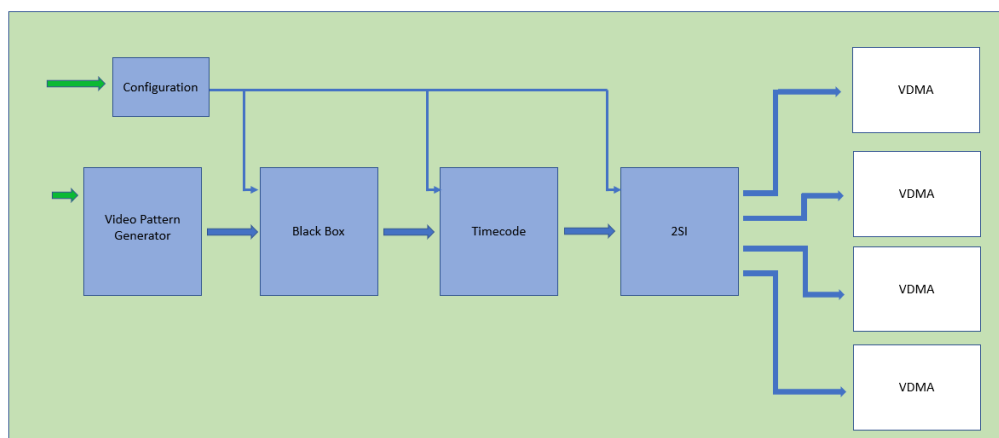 Configuration
VDMA
VDMA
Video Pattern
Generator
Black Box
Timecode
2SI
VDMA
VDMA